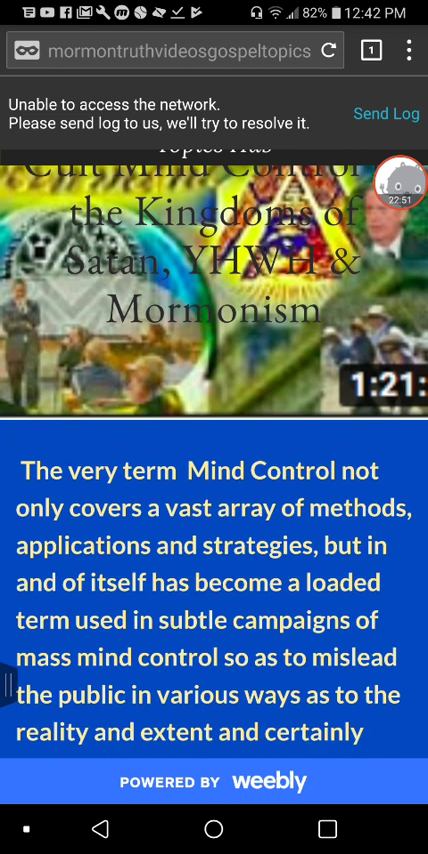 82% 12:42 PM
mormontruthvideosgospeltopics
1
Unable to access the network.
Please send log to us, we'll try to resolve it.
Send Log
Topics Hub
Cult Mind Control
the Kingdoms of
Satan, YHWH &
Mormonism
22:51
1:21:
The very term Mind Control not
only covers a vast array of methods,
applications and strategies, but in
and of itself has become a loaded
term used in subtle campaigns of
mass mind control so as to mislead
the public in various ways as to the
reality and extent and certainly
POWERED BY weebly